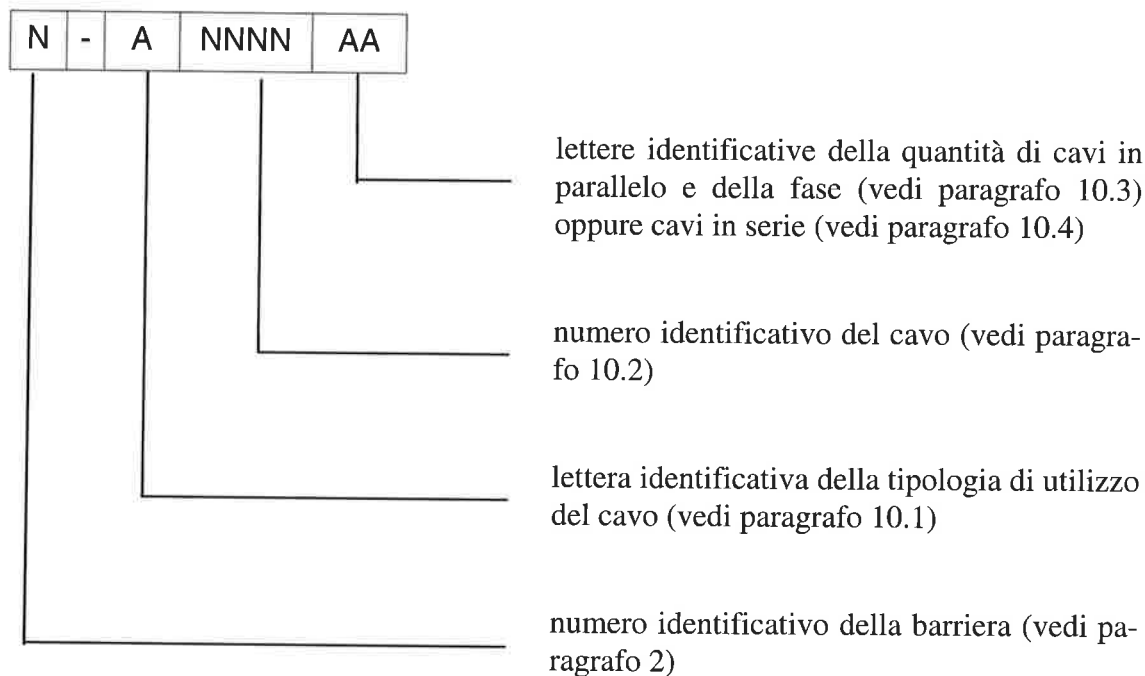 N - A NNNN AA
lettere identificative della quantità di cavi in
parallelo e della fase (vedi paragrafo 10.3)
oppure cavi in serie (vedi paragrafo 10.4)
numero identificativo del cavo (vedi paragra-
fo 10.2)
lettera identificativa della tipologia di utilizzo
del cavo (vedi paragrafo 10.1)
numero identificativo della barriera (vedi pa-
ragrafo 2)